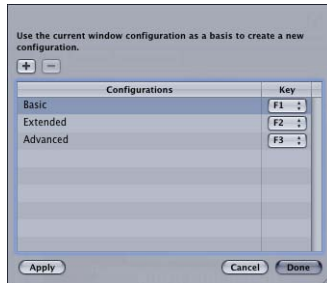 Use the current window configuration as a basis to create a new
configuration.
+ −
Configurations Key
Basic F1
Extended F2
Advanced F3
Apply Cancel Done